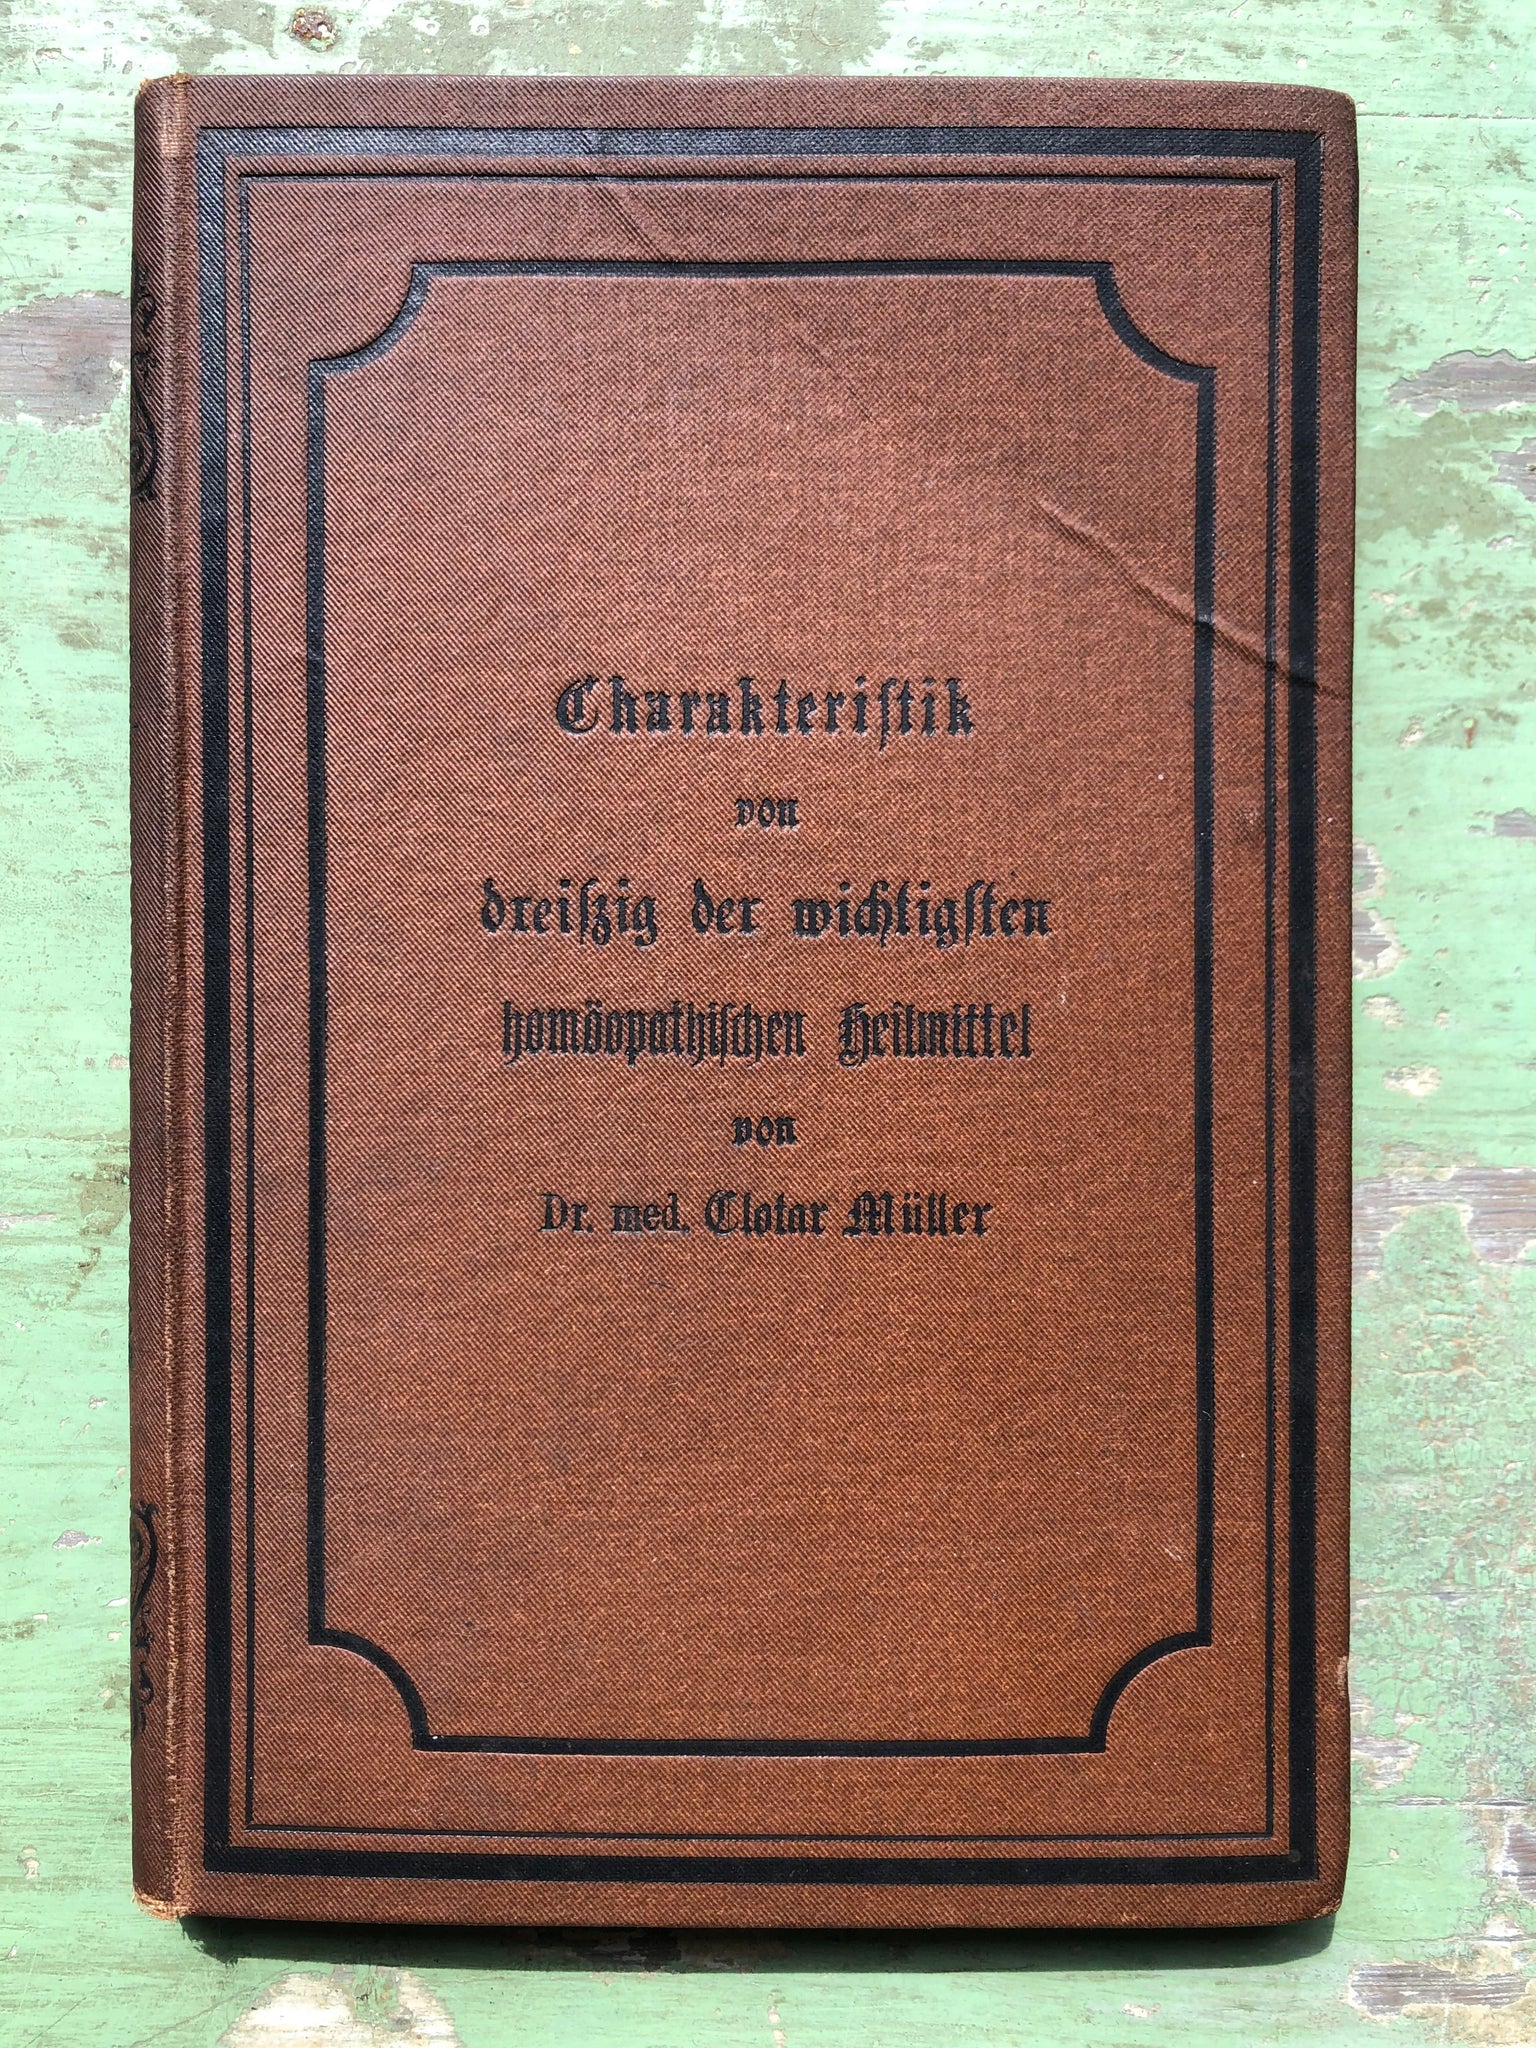 Charakteriſtik
von
dreiſzig der wichtigſten
homöopathiſchen Heilmittel
von
Dr. med. Clotar Müller